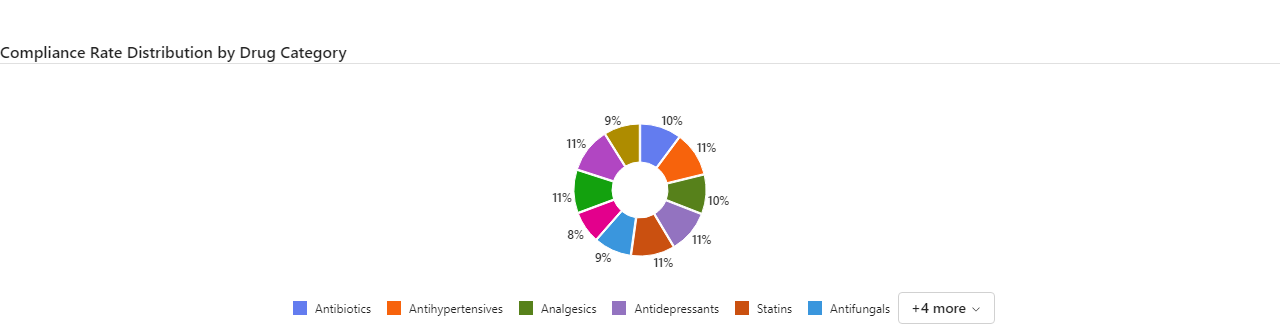 Compliance Rate Distribution by Drug Category
9%
10%
11%
11%
11%
10%
8%
11%
9%
11%
Antibiotics
Antihypertensives
Analgesics
Antidepressants
Statins
Antifungals
+4 more